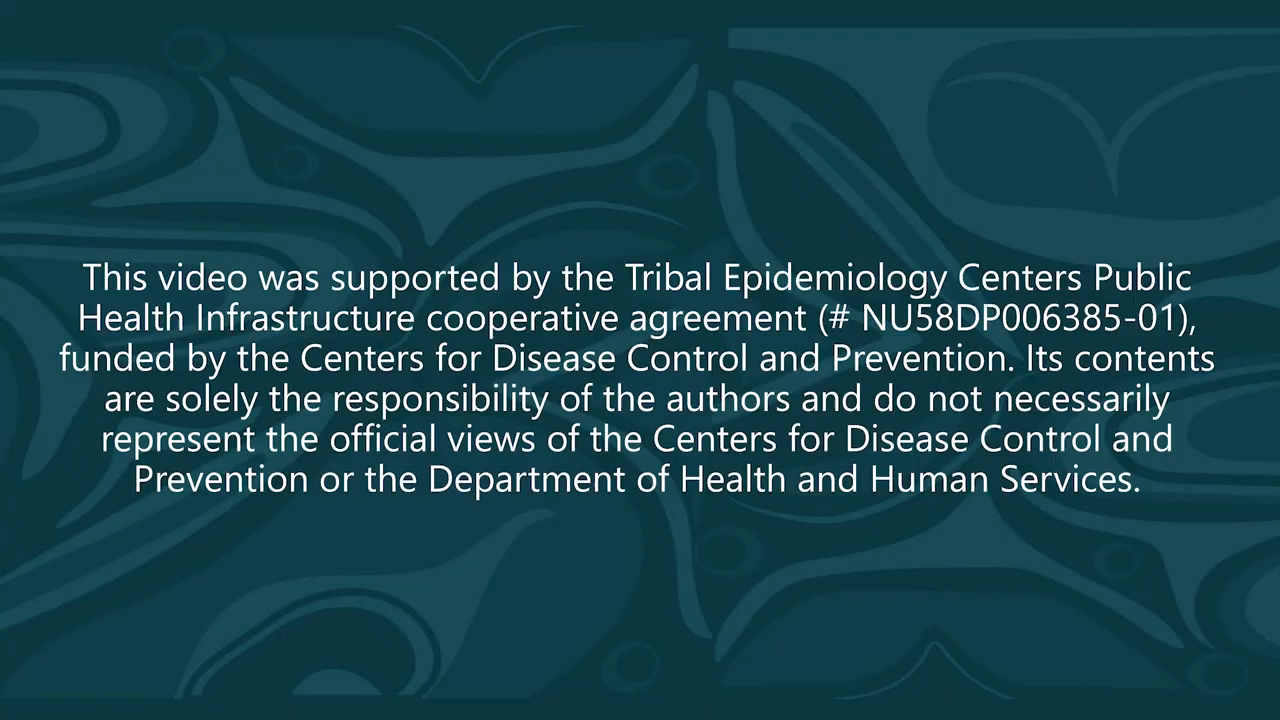 This video was supported by the Tribal Epidemiology Centers Public
Health Infrastructure cooperative agreement (# NU58DP006385-01),
funded by the Centers for Disease Control and Prevention. Its contents
are solely the responsibility of the authors and do not necessarily
represent the official views of the Centers for Disease Control and
Prevention or the Department of Health and Human Services.